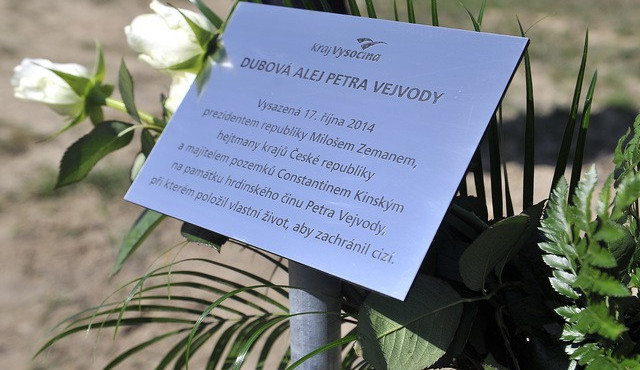 Kraj Vysočina
DUBOVÁ ALEJ PETRA VEJVODY
Vysazená 17. října 2014
prezidentem republiky Milošem Zemanem,
hejtmany krajů České republiky
a majitelem pozemků Constantinem Kinským
na památku hrdinského činu Petra Vejvody,
při kterém položil vlastní život, aby zachránil cizí.